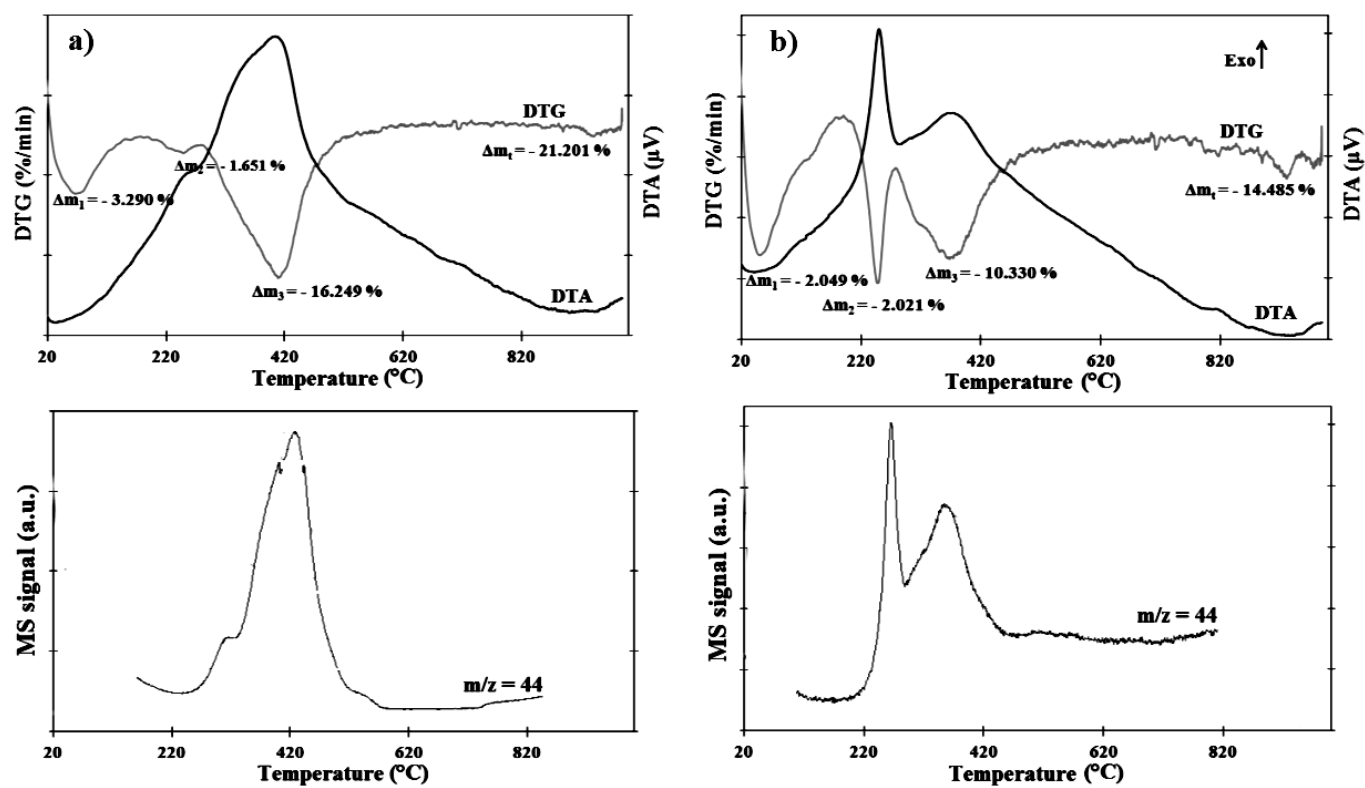 a)
DTG (%/min)
DTA (µV)
DTG
Δm2 = - 1.651 %
Δmt = - 21.201 %
Δm1 = - 3.290 %
Δm3 = - 16.249 %
DTA
20 220 420 620 820
Temperature (°C)
b)
Exo
DTG (%/min)
DTA (µV)
DTG
Δmt = - 14.485 %
Δm1 = - 2.049 %
Δm3 = - 10.330 %
Δm2 = - 2.021 %
DTA
20 220 420 620 820
Temperature (°C)
MS signal (a.u.)
m/z = 44
20 220 420 620 820
Temperature (°C)
MS signal (a.u.)
m/z = 44
20 220 420 620 820
Temperature (°C)